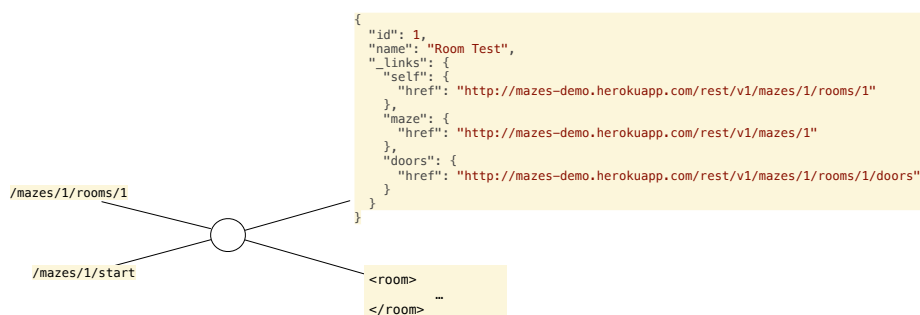 {
  "id": 1,
  "name": "Room Test",
  "_links": {
    "self": {
      "href": "http://mazes-demo.herokuapp.com/rest/v1/mazes/1/rooms/1"
    },
    "maze": {
      "href": "http://mazes-demo.herokuapp.com/rest/v1/mazes/1"
    },
    "doors": {
      "href": "http://mazes-demo.herokuapp.com/rest/v1/mazes/1/rooms/1/doors"
    }
  }
}
/mazes/1/rooms/1
/mazes/1/start
<room>
…
</room>